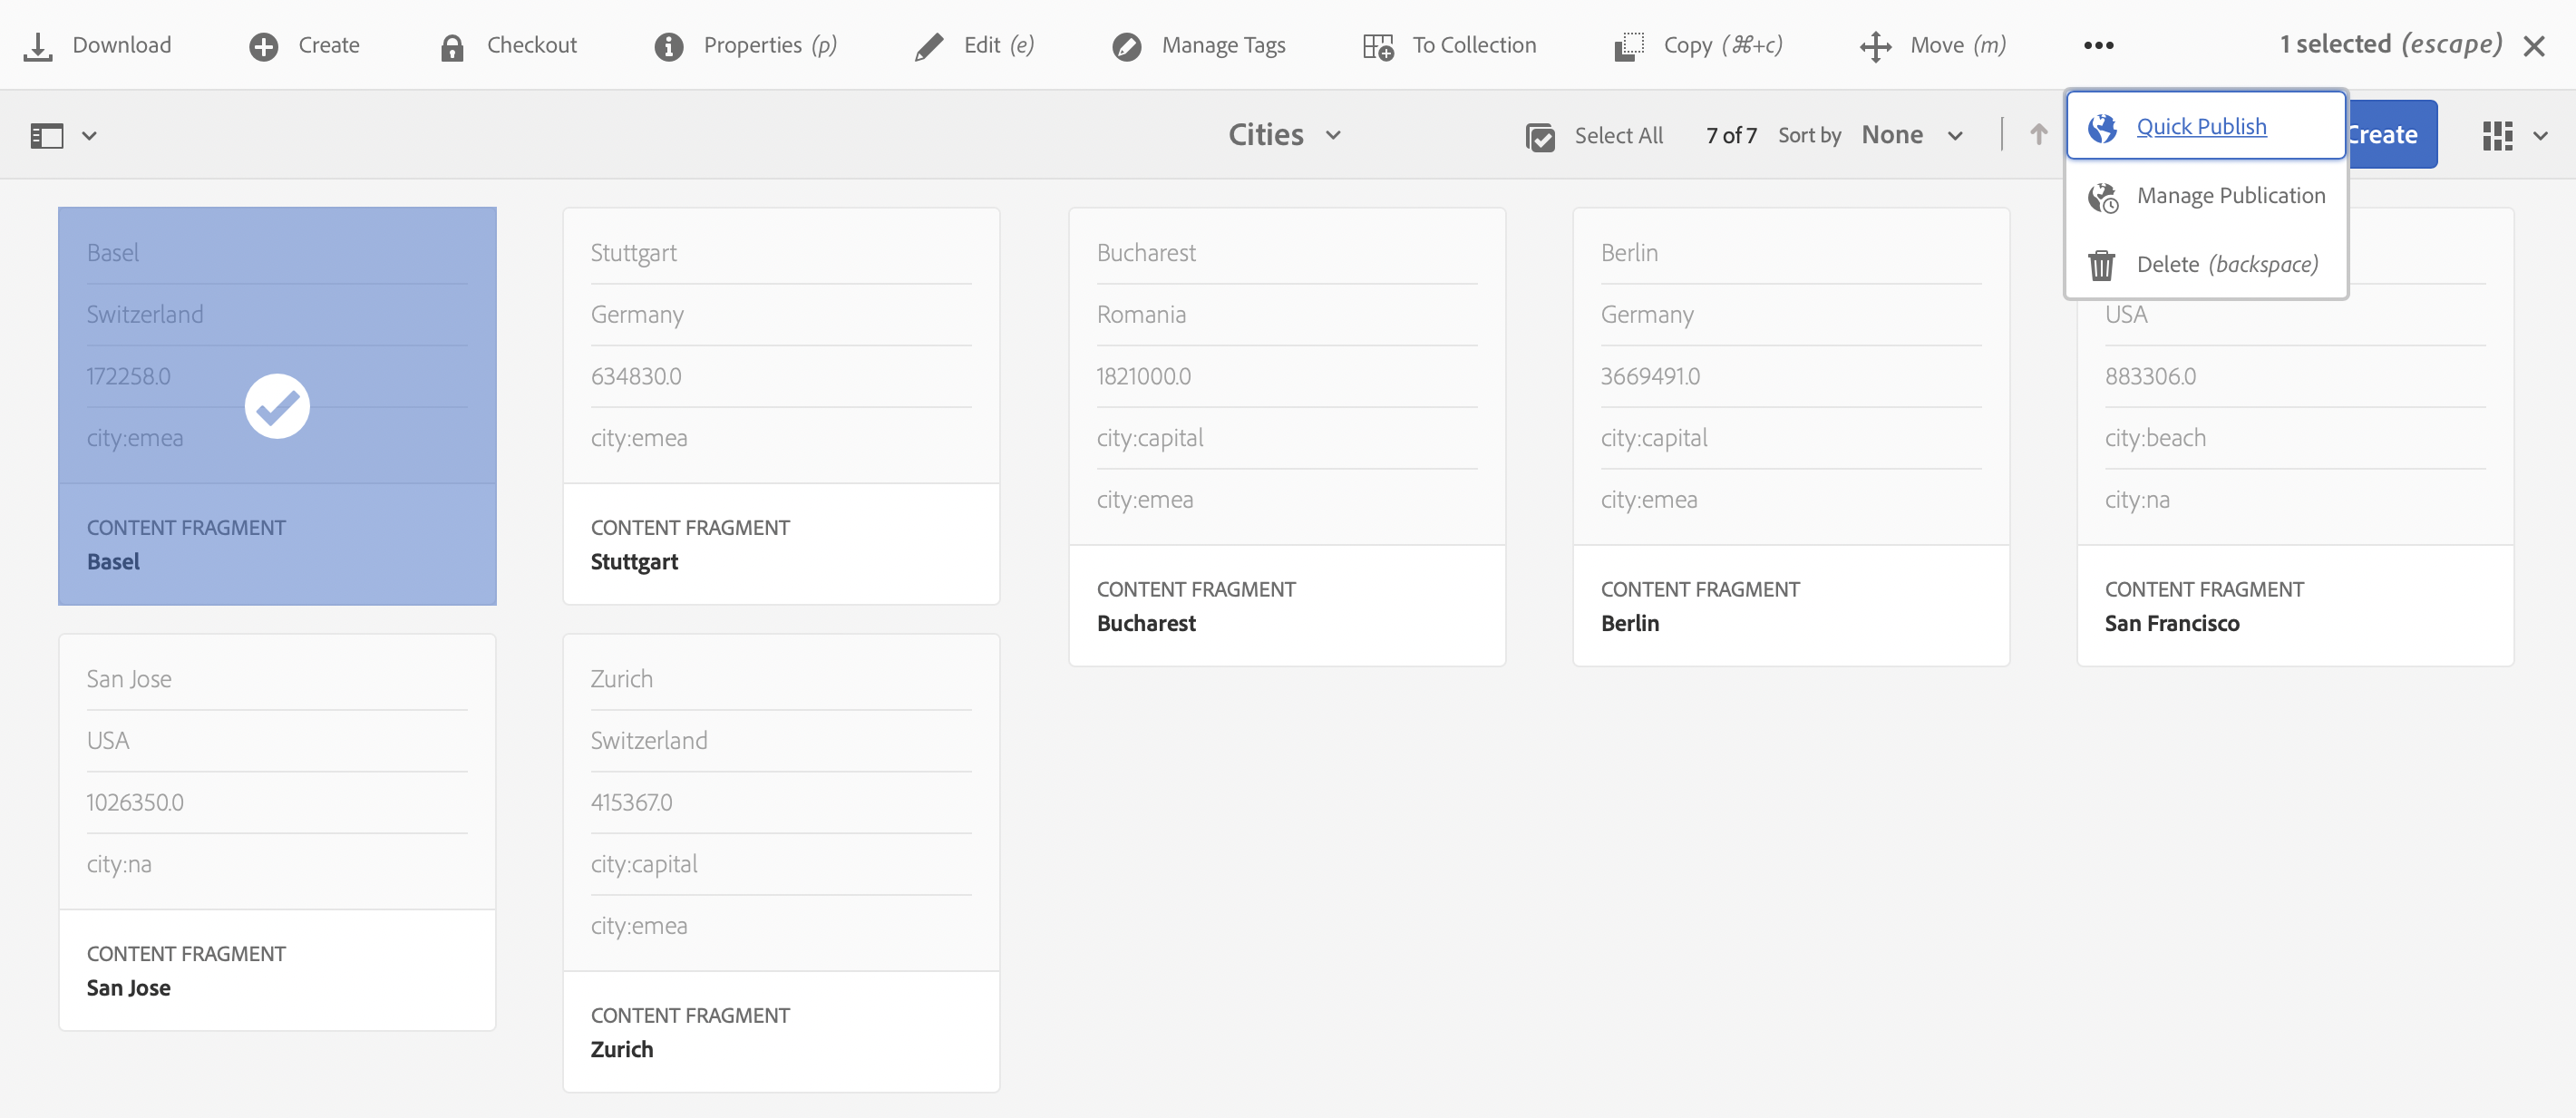 Download Create Checkout Properties (p) Edit (e) Manage Tags To Collection Copy (⌘+c) Move (m) ••• 1 selected (escape)
Cities Select All 7 of 7 Sort by None Create
Quick Publish
Manage Publication
Delete (backspace)
Basel
Switzerland
172258.0
city:emea
CONTENT FRAGMENT
Basel
Stuttgart
Germany
634830.0
city:emea
CONTENT FRAGMENT
Stuttgart
Bucharest
Romania
1821000.0
city:capital
city:emea
CONTENT FRAGMENT
Bucharest
Berlin
Germany
3669491.0
city:capital
city:emea
CONTENT FRAGMENT
Berlin
USA
883306.0
city:beach
city:na
CONTENT FRAGMENT
San Francisco
San Jose
USA
1026350.0
city:na
CONTENT FRAGMENT
San Jose
Zurich
Switzerland
415367.0
city:capital
city:emea
CONTENT FRAGMENT
Zurich